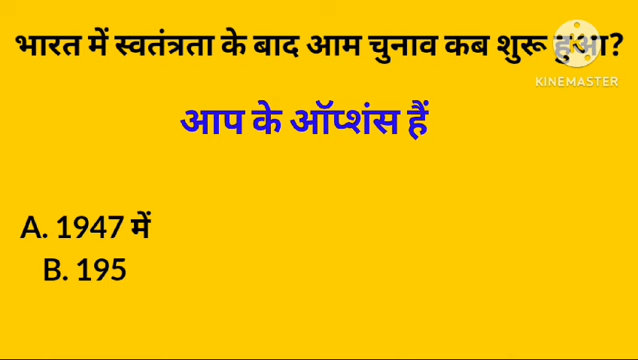 भारत में स्वतंत्रता के बाद आम चुनाव कब शुरू हुआ?
KINEMASTER
आप के ऑप्शंस हैं
A. 1947 में
B. 195